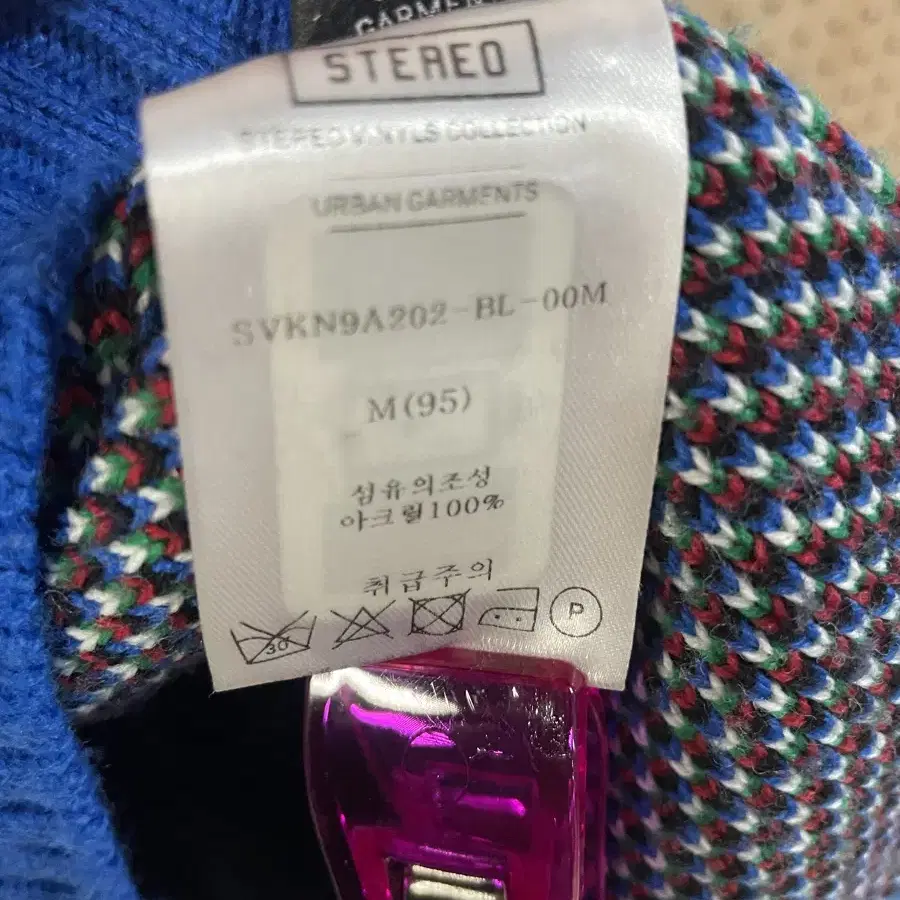 GARMEN
STEREO
STEREO VINYLS COLLECTION
URBAN GARMENTS
SVKN9A202-BL-00M
M(95)
섬유의조성
아크릴100%
취급주의
30
P